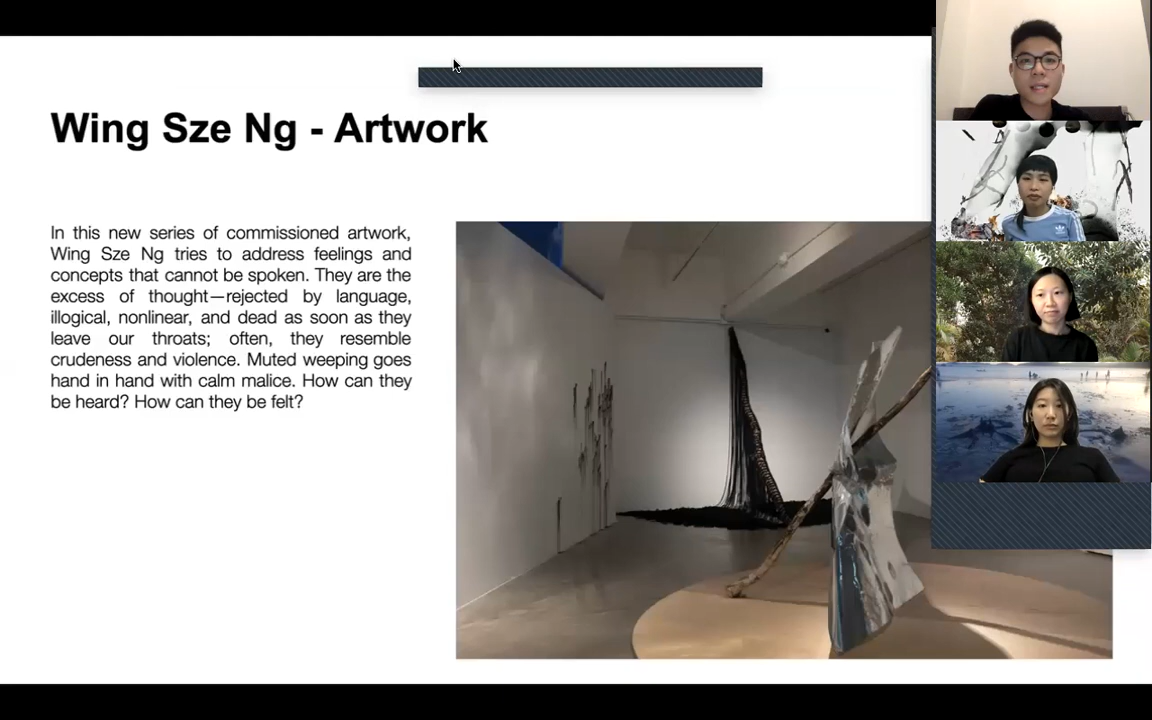 Wing Sze Ng - Artwork
In this new series of commissioned artwork,
Wing Sze Ng tries to address feelings and
concepts that cannot be spoken. They are the
excess of thought—rejected by language,
illogical, nonlinear, and dead as soon as they
leave our throats; often, they resemble
crudeness and violence. Muted weeping goes
hand in hand with calm malice. How can they
be heard? How can they be felt?